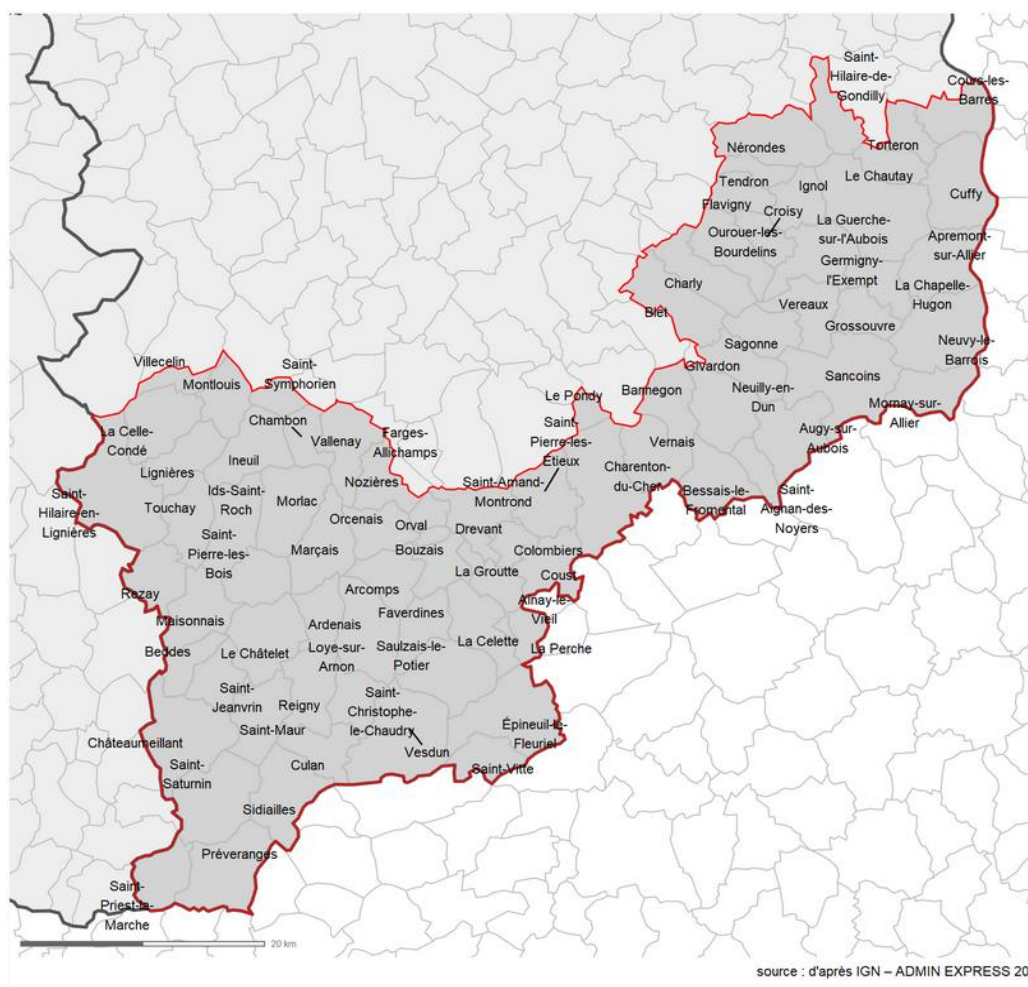 Saint-
Hilaire-de-
Gondilly
Cours-les-
Barres
Nérondes
Torteron
Tendron
Ignol
Le Chautay
Cuffy
Flavigny
Croisy
La Guerche-
sur-l'Aubois
Ourouer-les-
Bourdelins
Apremont-
sur-Allier
Germigny-
l'Exempt
Charly
La Chapelle-
Hugon
Vereaux
Blet
Grossouvre
Sagonne
Neuvy-le-
Barrois
Givardon
Villecelin
Saint-
Symphorien
Montlouis
Sancoins
Bannegon
Le Pondy
Neuilly-en-
Dun
Mornay-sur-
Allier
Chambon
Saint-
Pierre-les-
Étieux
La Celle-
Condé
Vallenay
Farges-
Allichamps
Vernais
Augy-sur-
Aubois
Ineuil
Lignières
Nozières
Saint-Amand-
Montrond
Charenton-
du-Cher
Bessais-le-
Fromental
Saint-
Aignan-des-
Noyers
Saint-
Hilaire-en-
Lignières
Ids-Saint-
Roch
Touchay
Morlac
Orcenais
Orval
Drevant
Saint-
Pierre-les-
Bois
Marçais
Bouzais
Colombiers
La Groutte
Coust
Arcomps
Rezay
Ainay-le-
Vieil
Faverdines
Maisonnais
Ardenais
La Celette
Beddes
Le Châtelet
Loye-sur-
Arnon
Saulzais-le-
Potier
La Perche
Saint-
Jeanvrin
Reigny
Saint-
Christophe-
le-Chaudry
Saint-Maur
Épineuil-le-
Fleuriel
Châteaumeillant
Vesdun
Culan
Saint-Vitte
Saint-
Saturnin
Sidiailles
Préveranges
Saint-
Priest-la-
Marche
20 km
source : d'après IGN – ADMIN EXPRESS 20